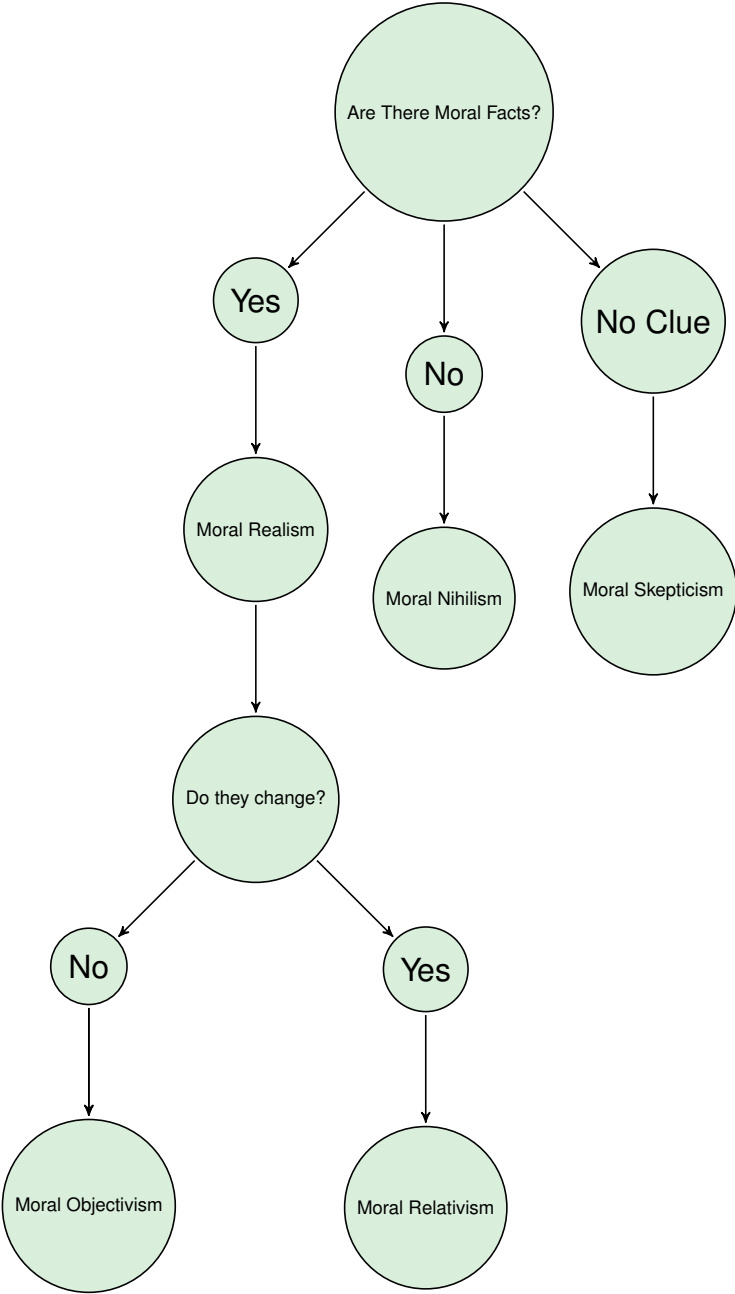 Are There Moral Facts?
Yes
No Clue
No
Moral Realism
Moral Nihilism
Moral Skepticism
Do they change?
No
Yes
Moral Objectivism
Moral Relativism